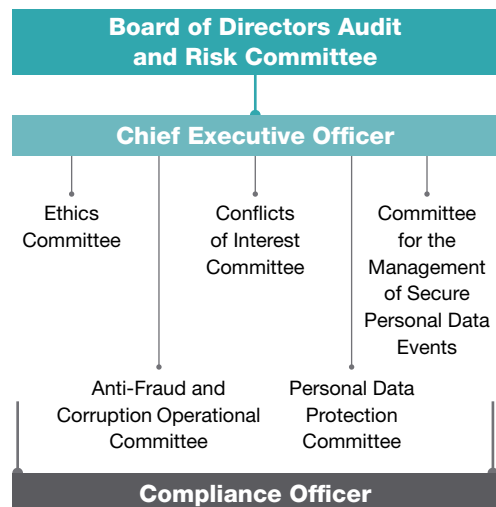 Board of Directors Audit
and Risk Committee
Chief Executive Officer
Ethics
Committee
Conflicts
of Interest
Committee
Committee
for the
Management
of Secure
Personal Data
Events
Anti-Fraud and
Corruption Operational
Committee
Personal Data
Protection
Committee
Compliance Officer